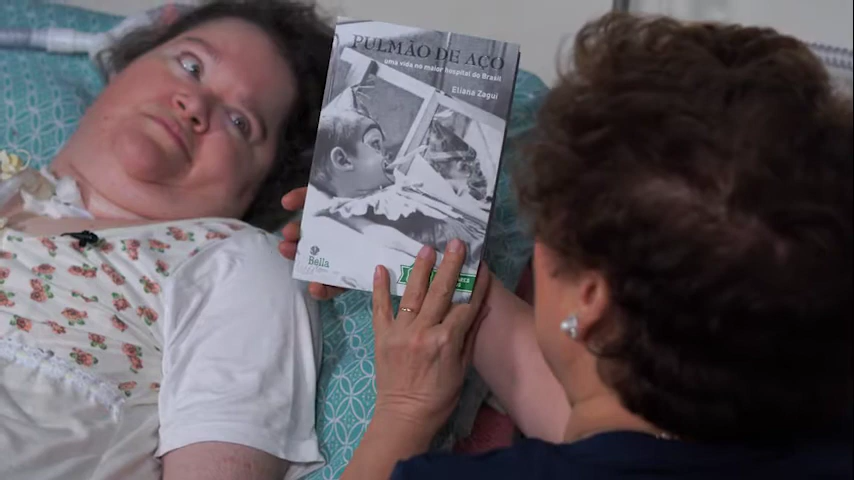 PULMÃO DE AÇO
uma vida no maior hospital do Brasil
Eliana Zagui
Bella